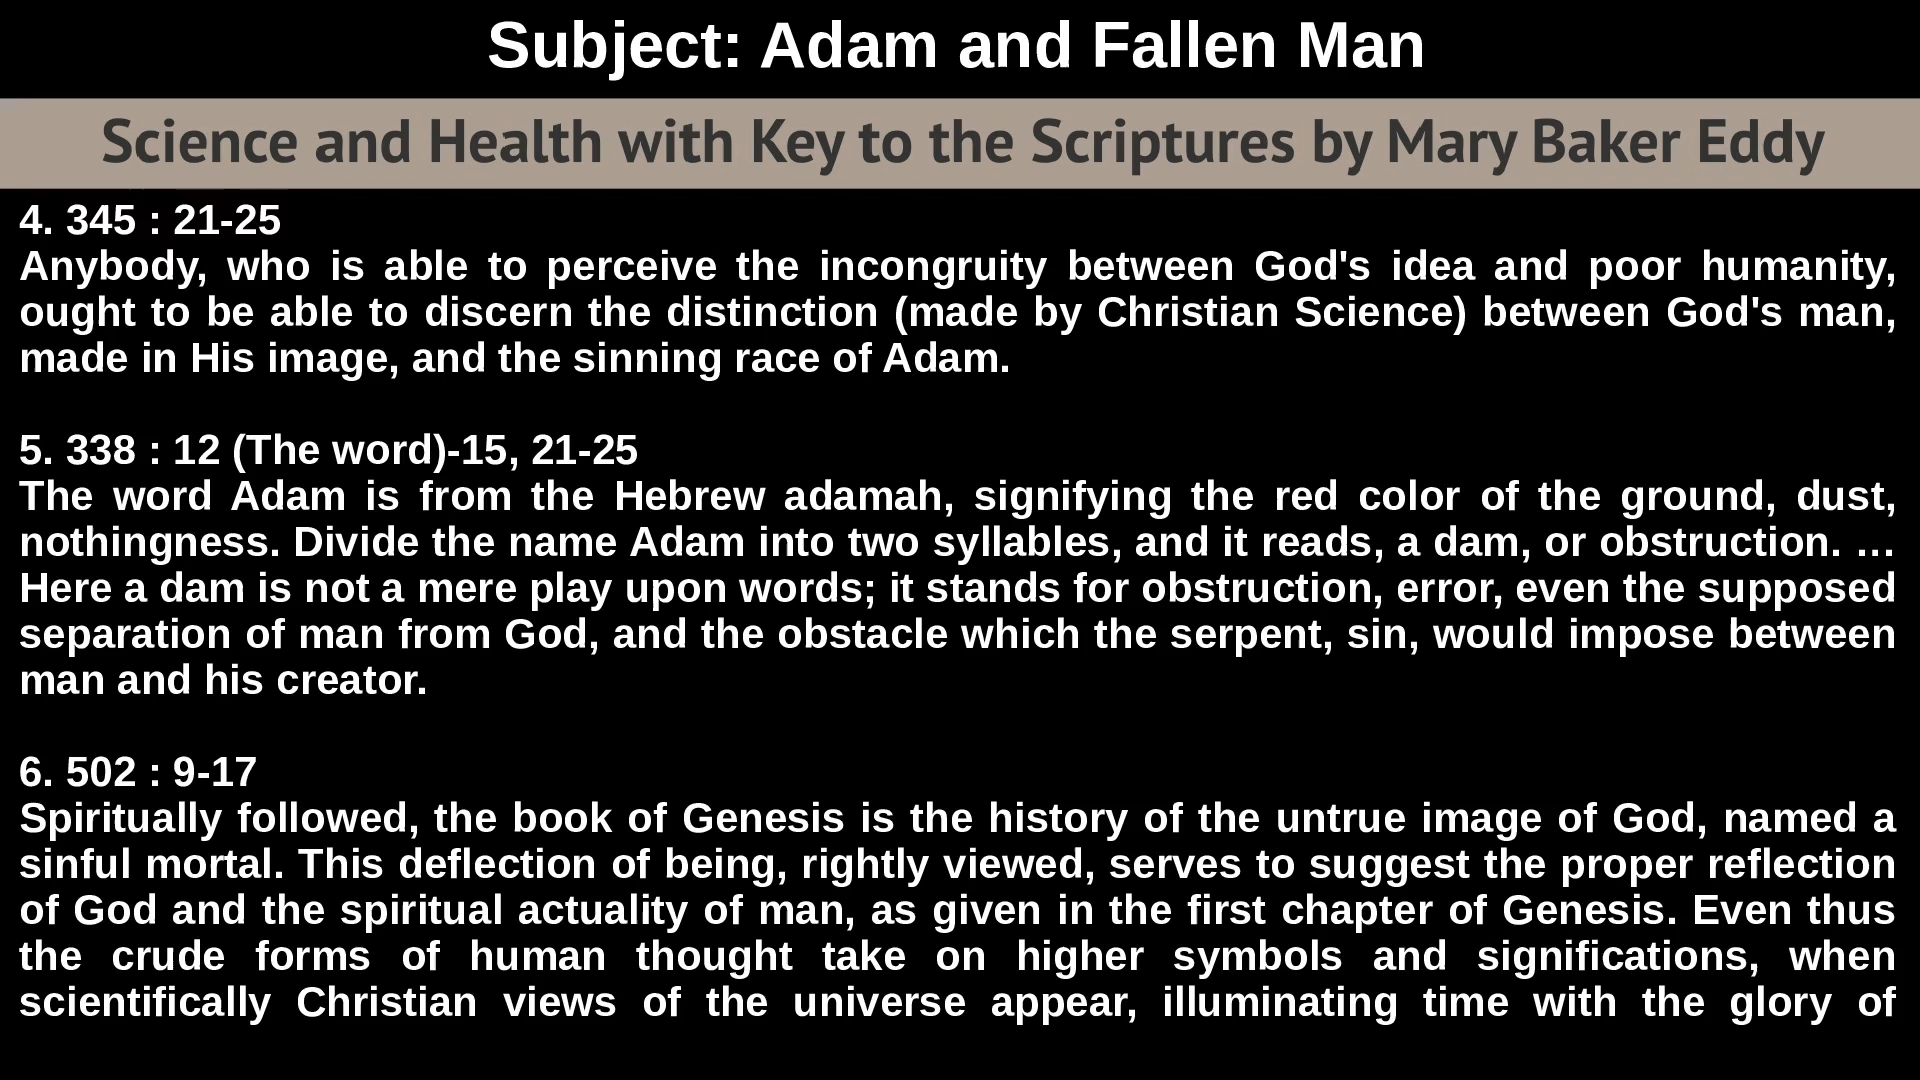 Subject: Adam and Fallen Man
Science and Health with Key to the Scriptures by Mary Baker Eddy
4. 345 : 21-25
Anybody, who is able to perceive the incongruity between God's idea and poor humanity,
ought to be able to discern the distinction (made by Christian Science) between God's man,
made in His image, and the sinning race of Adam.
5. 338 : 12 (The word)-15, 21-25
The word Adam is from the Hebrew adamah, signifying the red color of the ground, dust,
nothingness. Divide the name Adam into two syllables, and it reads, a dam, or obstruction. …
Here a dam is not a mere play upon words; it stands for obstruction, error, even the supposed
separation of man from God, and the obstacle which the serpent, sin, would impose between
man and his creator.
6. 502 : 9-17
Spiritually followed, the book of Genesis is the history of the untrue image of God, named a
sinful mortal. This deflection of being, rightly viewed, serves to suggest the proper reflection
of God and the spiritual actuality of man, as given in the first chapter of Genesis. Even thus
the crude forms of human thought take on higher symbols and significations, when
scientifically Christian views of the universe appear, illuminating time with the glory of